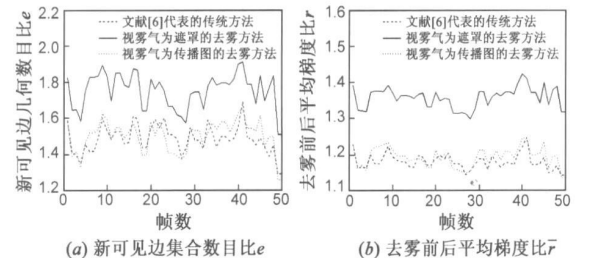 新可见边几何数目比e
2.2
2.0
1.8
1.6
1.4
1.2
文献[6]代表的传统方法
视雾气为遮罩的去雾方法
视雾气为传播图的去雾方法
0 10 20 30 40 50
帧数
(a) 新可见边集合数目比e
去雾前后平均梯度比r
1.6
1.5
1.4
1.3
1.2
1.1
文献[6]代表的传统方法
视雾气为遮罩的去雾方法
视雾气为传播图的去雾方法
0 10 20 30 40 50
帧数
(b) 去雾前后平均梯度比r̅